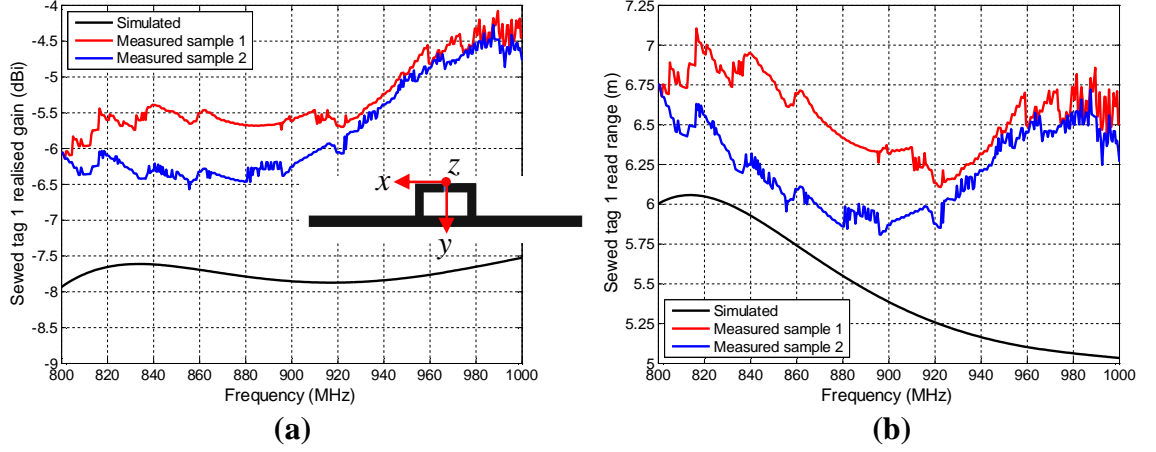 Sewed tag 1 realised gain (dBi)
-4
-4.5
-5
-5.5
-6
-6.5
-7
-7.5
-8
-8.5
-9
Simulated
Measured sample 1
Measured sample 2
z
x
y
800 820 840 860 880 900 920 940 960 980 1000
Frequency (MHz)
(a)
Sewed tag 1 read range (m)
7.25
7
6.75
6.5
6.25
6
5.75
5.5
5.25
5
Simulated
Measured sample 1
Measured sample 2
800 820 840 860 880 900 920 940 960 980 1000
Frequency (MHz)
(b)